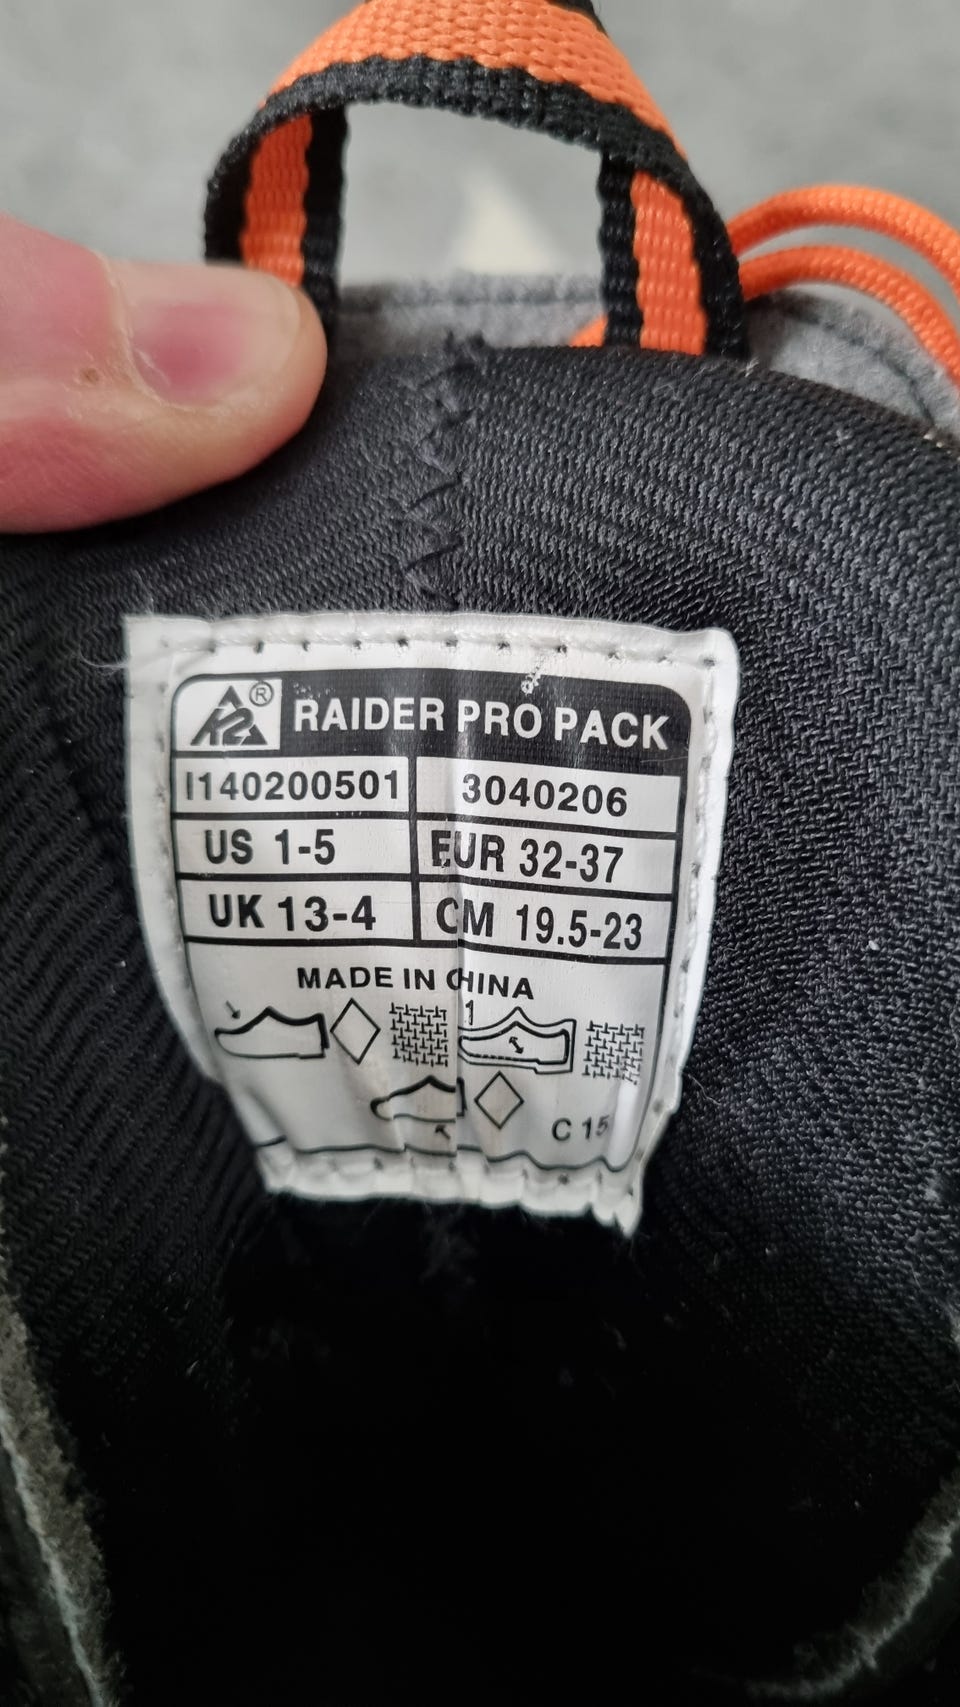 K2® RAIDER PRO PACK
I140200501 3040206
US 1-5 EUR 32-37
UK 13-4 CM 19.5-23
MADE IN CHINA
1
C 15